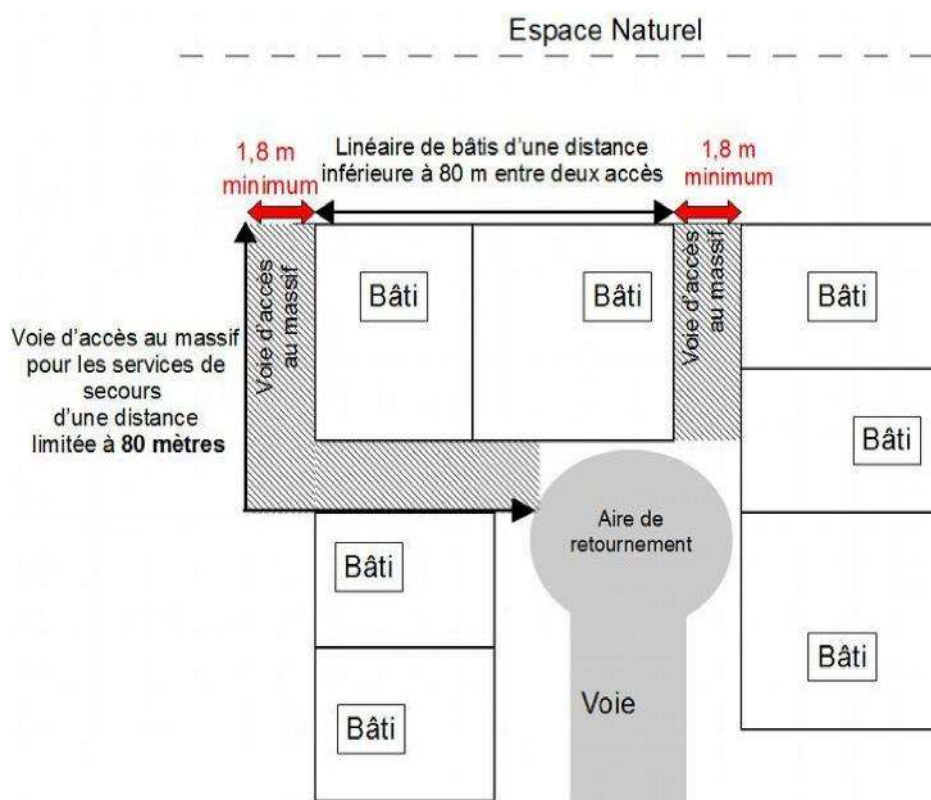 Espace Naturel
1,8 m
minimum
Linéaire de bâtis d'une distance
inférieure à 80 m entre deux accès
1,8 m
minimum
Voie d'accès
au massif
Bâti
Bâti
Voie d'accès
au massif
Bâti
Voie d'accès au massif
pour les services de
secours
d'une distance
limitée à 80 mètres
Bâti
Aire de
retournement
Bâti
Bâti
Voie
Bâti